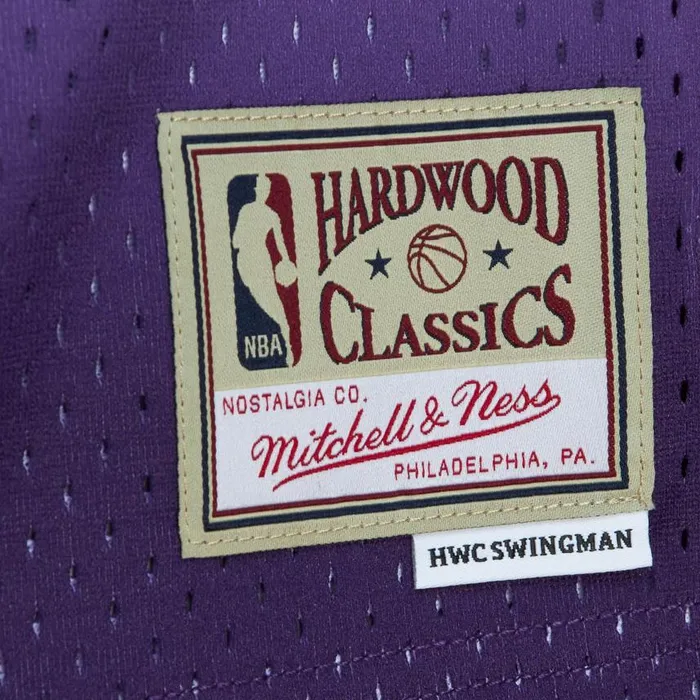 HARDWOOD
CLASSICS
NBA
NOSTALGIA CO.
Mitchell & Ness
PHILADELPHIA, PA.
HWC SWINGMAN